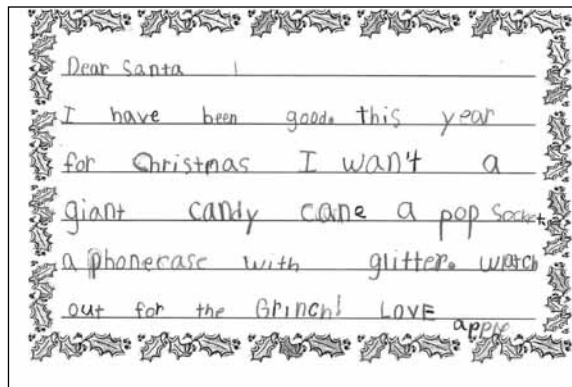 Dear Santa
I have been good. this year
for Christmas I wan't a
giant candy cane a pop socket
a phonecase with glitter. watch
out for the Grinch! LOVE